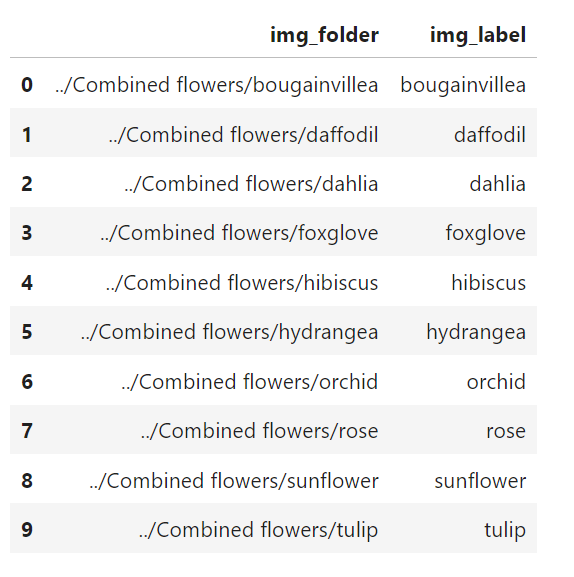 img_folder img_label
0 ../Combined flowers/bougainvillea bougainvillea
1 ../Combined flowers/daffodil daffodil
2 ../Combined flowers/dahlia dahlia
3 ../Combined flowers/foxglove foxglove
4 ../Combined flowers/hibiscus hibiscus
5 ../Combined flowers/hydrangea hydrangea
6 ../Combined flowers/orchid orchid
7 ../Combined flowers/rose rose
8 ../Combined flowers/sunflower sunflower
9 ../Combined flowers/tulip tulip